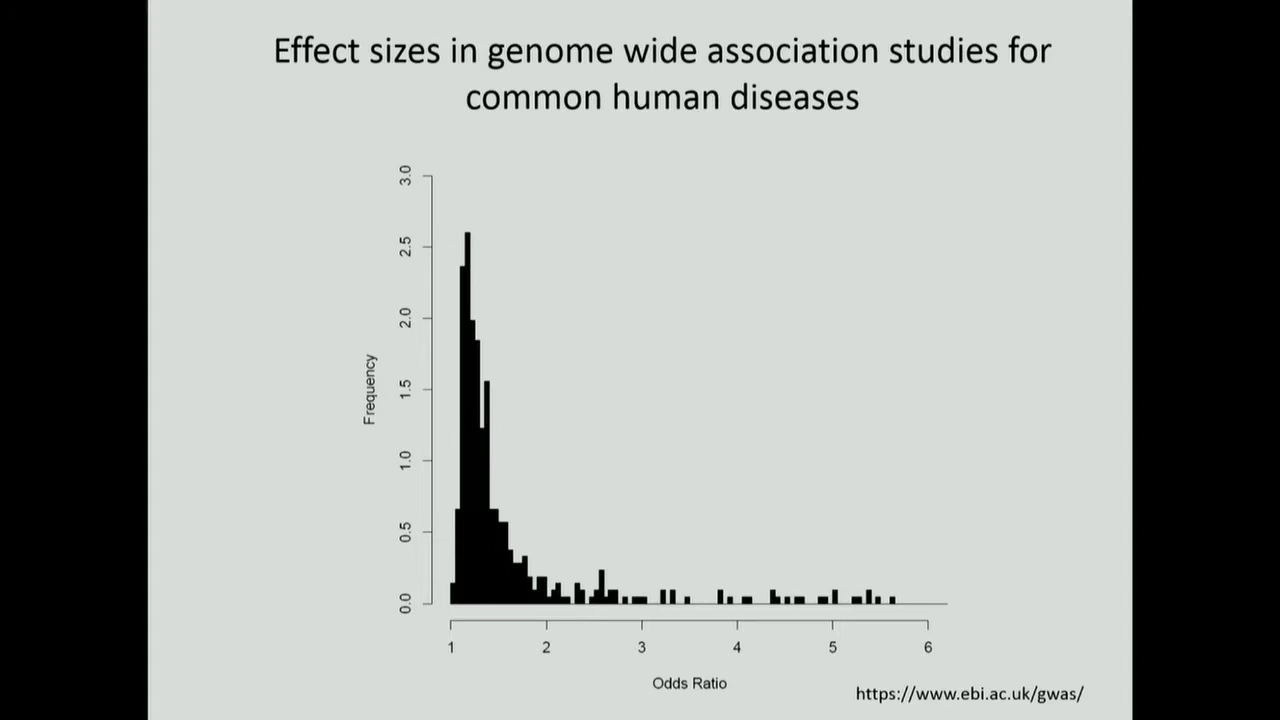 Effect sizes in genome wide association studies for
common human diseases
3.0
2.5
2.0
1.5
1.0
0.5
0.0
Frequency
1 2 3 4 5 6
Odds Ratio
https://www.ebi.ac.uk/gwas/